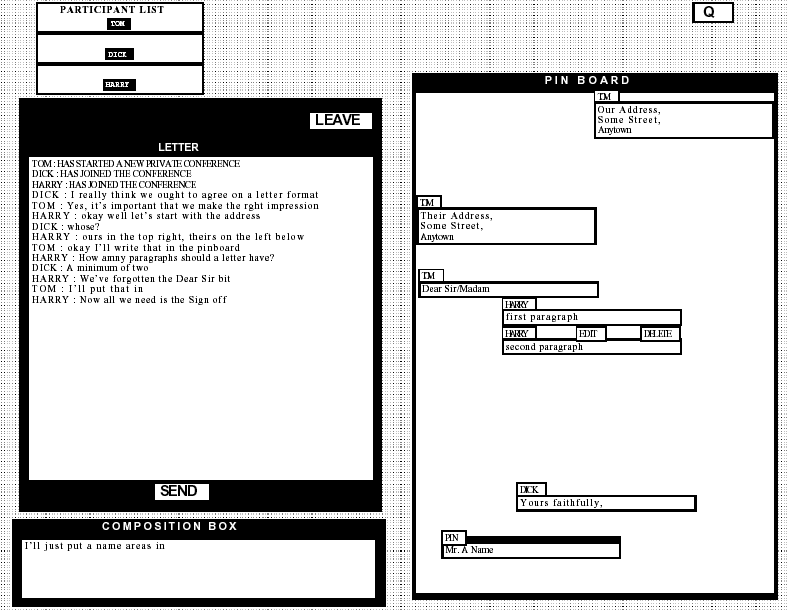 PARTICIPANT LIST
TOM
DICK
HARRY
Q
LEAVE
LETTER
TOM : HAS STARTED A NEW PRIVATE CONFERENCE
DICK : HAS JOINED THE CONFERENCE
HARRY : HAS JOINED THE CONFERENCE
DICK : I really think we ought to agree on a letter format
TOM : Yes, it's important that we make the rght impression
HARRY : okay well let's start with the address
DICK : whose?
HARRY : ours in the top right, theirs on the left below
TOM : okay I'll write that in the pinboard
HARRY : How amny paragraphs should a letter have?
DICK : A minimum of two
HARRY : We've forgotten the Dear Sir bit
TOM : I'll put that in
HARRY : Now all we need is the Sign off
SEND
COMPOSITION BOX
I'll just put a name areas in
PIN BOARD
TOM
Our Address,
Some Street,
Anytown
TOM
Their Address,
Some Street,
Anytown
TOM
Dear Sir/Madam
HARRY
first paragraph
HARRY EDIT DELETE
second paragraph
DICK
Yours faithfully,
PIN
Mr. A Name